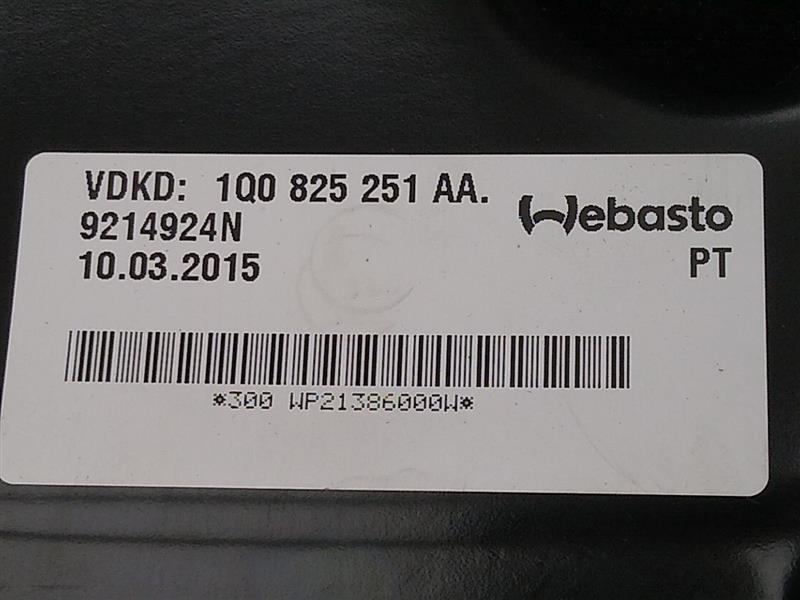 VDKD: 1Q0 825 251 AA.
9214924N
10.03.2015
Webasto
PT
*300 WP21386000W*